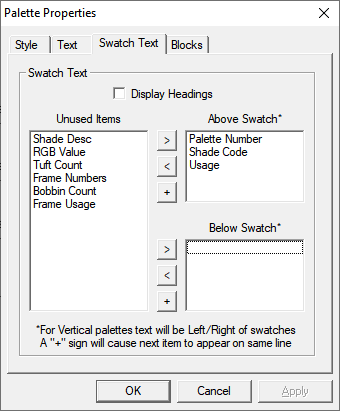 Palette Properties
Style Text Swatch Text Blocks
Swatch Text
Display Headings
Unused Items
Shade Desc
RGB Value
Tuft Count
Frame Numbers
Bobbin Count
Frame Usage
>
<
+
Above Swatch*
Palette Number
Shade Code
Usage
Below Swatch*
>
<
+
*For Vertical palettes text will be Left/Right of swatches
A "+" sign will cause next item to appear on same line
OK Cancel Apply